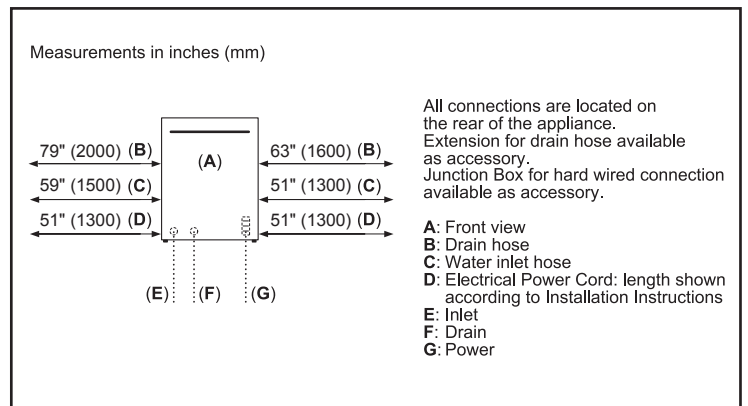 Measurements in inches (mm)
79" (2000) (B)
63" (1600) (B)
(A)
59" (1500) (C)
51" (1300) (C)
51" (1300) (D)
51" (1300) (D)
(E)
(F)
(G)
All connections are located on
the rear of the appliance.
Extension for drain hose available
as accessory.
Junction Box for hard wired connection
available as accessory.
A: Front view
B: Drain hose
C: Water inlet hose
D: Electrical Power Cord: length shown
according to Installation Instructions
E: Inlet
F: Drain
G: Power